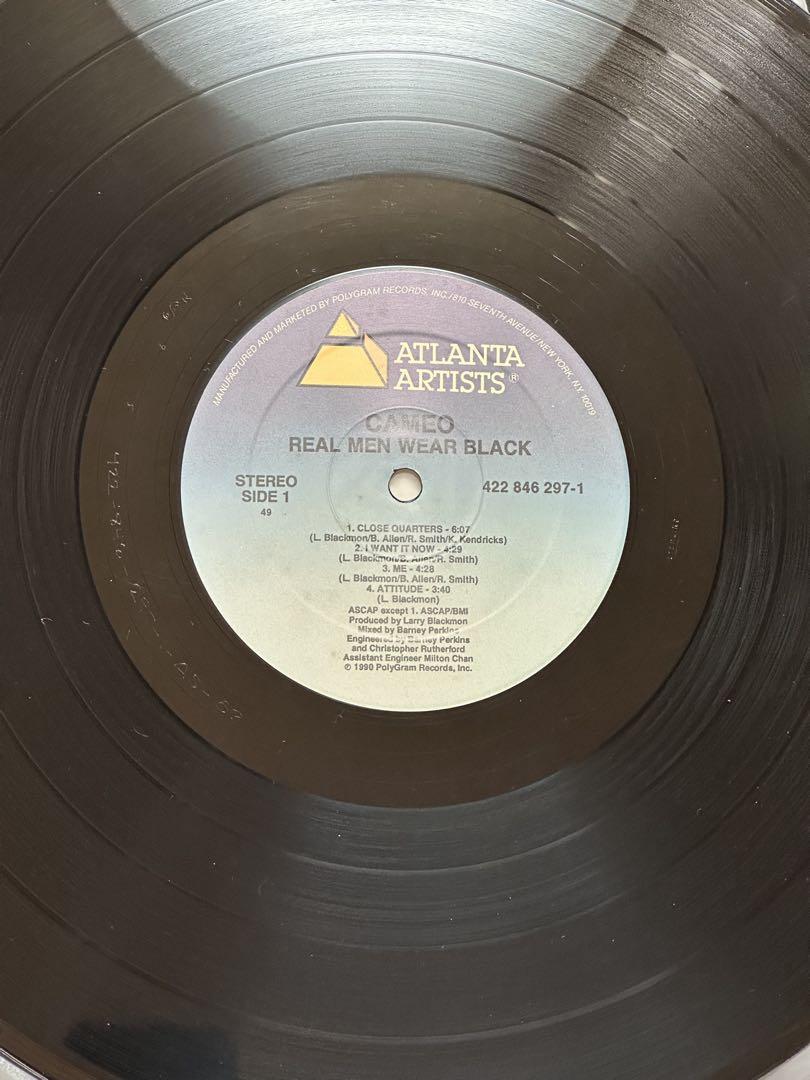 MANUFACTURED AND MARKETED BY POLYGRAM RECORDS, INC./810 SEVENTH AVENUE/NEW YORK, N.Y. 10019
ATLANTA
ARTISTS®
CAMEO
REAL MEN WEAR BLACK
STEREO
SIDE 1
49
422 846 297-1
1. CLOSE QUARTERS - 6:07
(L. Blackmon/B. Allen/R. Smith/K. Kendricks)
2. I WANT IT NOW - 4:29
(L. Blackmon/B. Allen/R. Smith)
3. ME - 4:28
(L. Blackmon/B. Allen/R. Smith)
4. ATTITUDE - 3:40
(L. Blackmon)
ASCAP except 1. ASCAP/BMI
Produced by Larry Blackmon
Mixed by Barney Perkins
Engineered by Barney Perkins
and Christopher Rutherford
Assistant Engineer Milton Chan
℗ 1990 PolyGram Records, Inc.